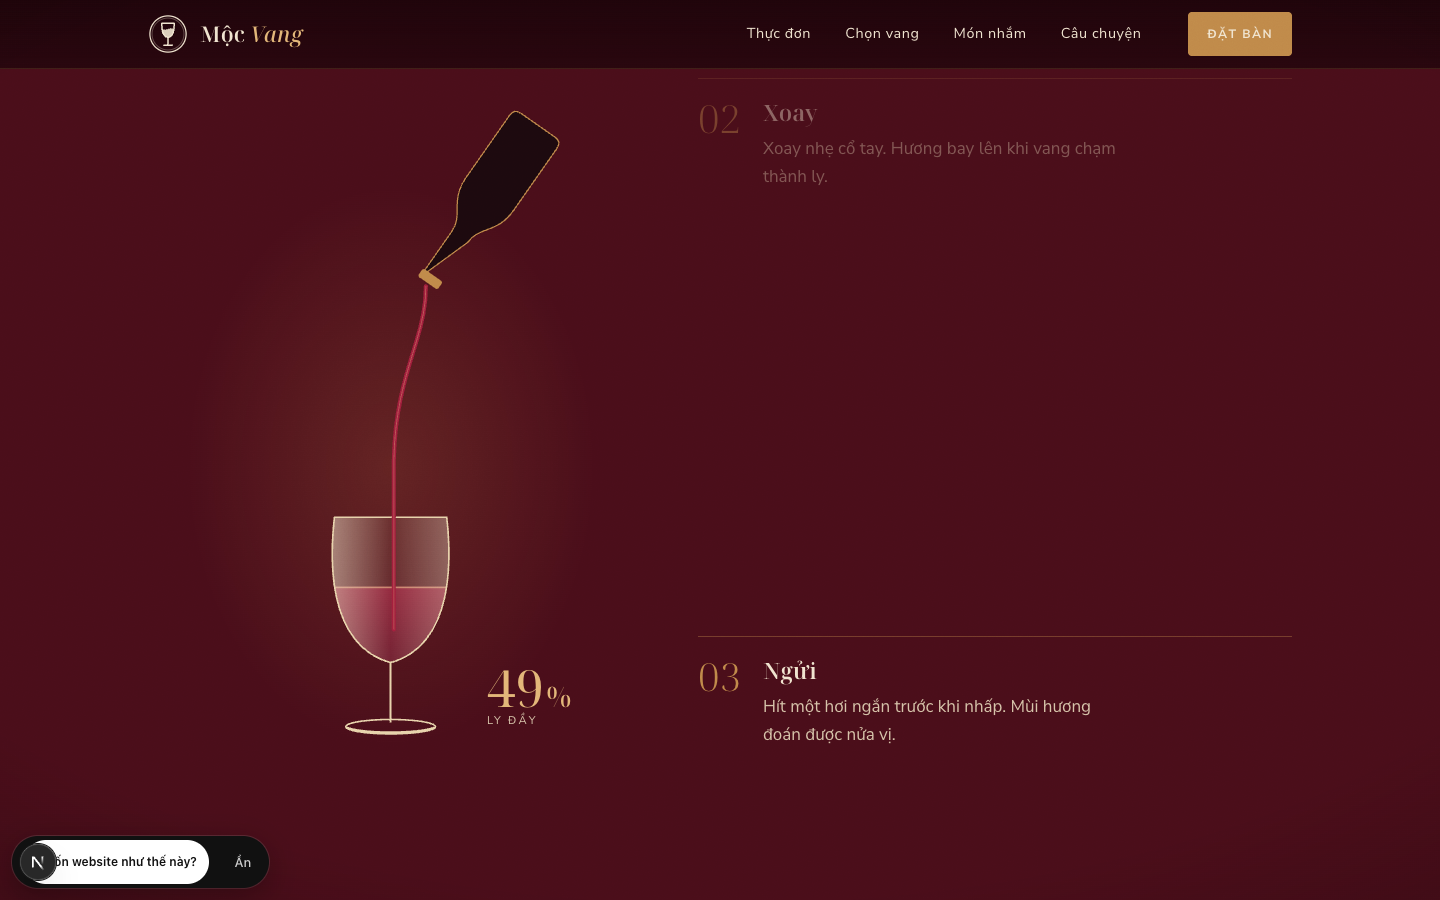 Mộc Vang
Thực đơn
Chọn vang
Món nhắm
Câu chuyện
ĐẶT BÀN
02
Xoay
Xoay nhẹ cổ tay. Hương bay lên khi vang chạm
thành ly.
49%
LY ĐẦY
03
Ngửi
Hít một hơi ngắn trước khi nhấp. Mùi hương
đoán được nửa vị.
N
website như thế này?
Ẩn